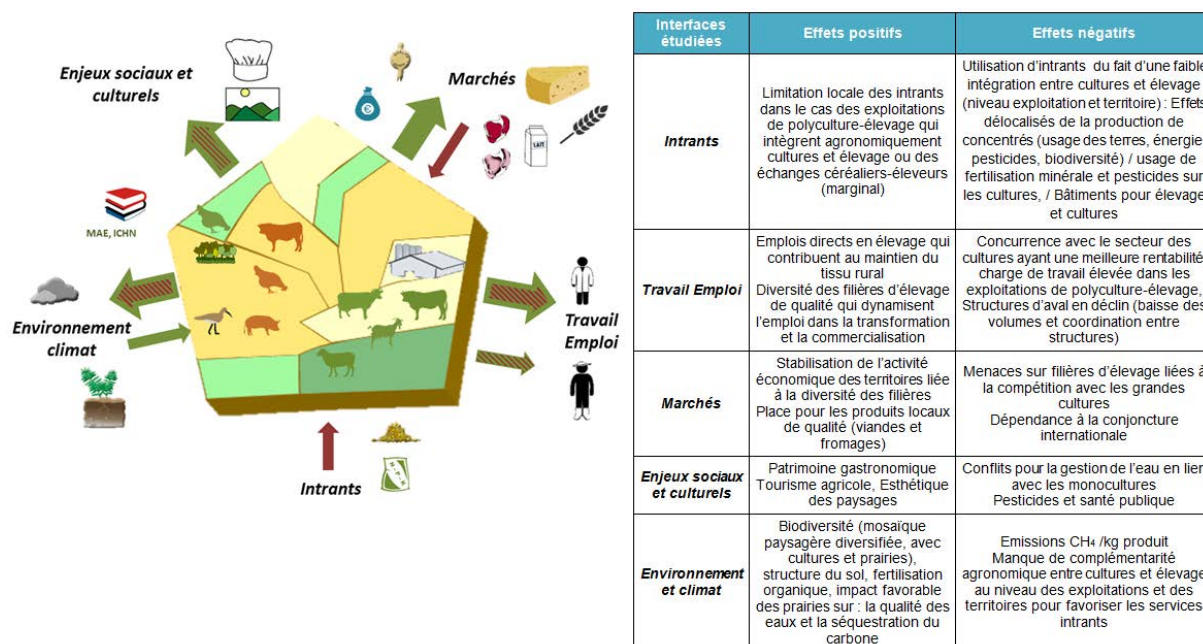 Enjeux sociaux et
culturels
Marchés
LAIT
MAE, ICHN
Environnement
climat
Travail
Emploi
Intrants
Interfaces
étudiées
Effets positifs
Effets négatifs
Intrants
Limitation locale des intrants
dans le cas des exploitations
de polyculture-élevage qui
intègrent agronomiquement
cultures et élevage ou des
échanges céréaliers-éleveurs
(marginal)
Utilisation d'intrants du fait d'une faible
intégration entre cultures et élevage
(niveau exploitation et territoire) : Effets
délocalisés de la production de
concentrés (usage des terres, énergie
pesticides, biodiversité) / usage de
fertilisation minérale et pesticides sur
les cultures, / Bâtiments pour élevage
et cultures
Travail Emploi
Emplois directs en élevage qui
contribuent au maintien du
tissu rural
Diversité des filières d'élevage
de qualité qui dynamisent
l'emploi dans la transformation
et la commercialisation
Concurrence avec le secteur des
cultures ayant une meilleure rentabilité
charge de travail élevée dans les
exploitations de polyculture-élevage,
Structures d'aval en déclin (baisse des
volumes et coordination entre
structures)
Marchés
Stabilisation de l'activité
économique des territoires liée
à la diversité des filières
Place pour les produits locaux
de qualité (viandes et
fromages)
Menaces sur filières d'élevage liées à
la compétition avec les grandes
cultures
Dépendance à la conjoncture
internationale
Enjeux sociaux
et culturels
Patrimoine gastronomique
Tourisme agricole, Esthétique
des paysages
Conflits pour la gestion de l'eau en lien
avec les monocultures
Pesticides et santé publique
Environnement
et climat
Biodiversité (mosaïque
paysagère diversifiée, avec
cultures et prairies),
structure du sol, fertilisation
organique, impact favorable
des prairies sur : la qualité des
eaux et la séquestration du
carbone
Emissions CH₄ /kg produit
Manque de complémentarité
agronomique entre cultures et élevage
au niveau des exploitations et des
territoires pour favoriser les services
intrants